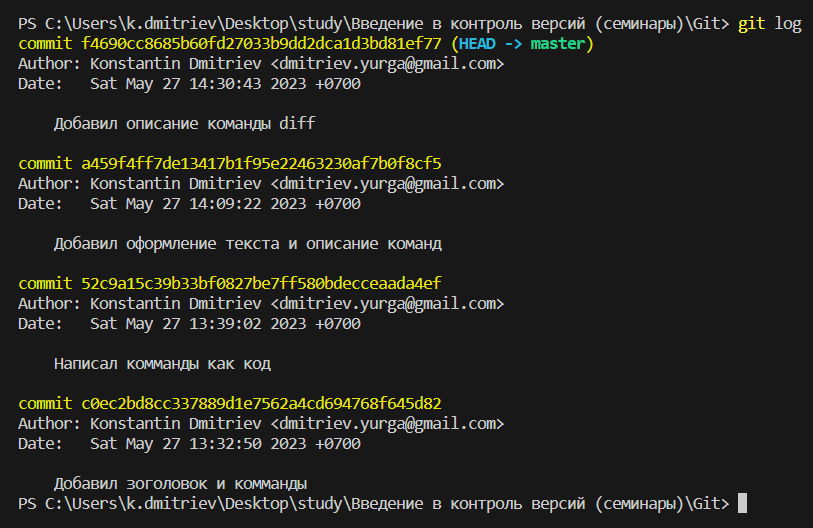 PS C:\Users\k.dmitriev\Desktop\study\Введение в контроль версий (семинары)\Git> git log
commit f4690cc8685b60fd27033b9dd2dca1d3bd81ef77 (HEAD -> master)
Author: Konstantin Dmitriev <dmitriev.yurga@gmail.com>
Date:   Sat May 27 14:30:43 2023 +0700
Добавил описание команды diff
commit a459f4ff7de13417b1f95e22463230af7b0f8cf5
Author: Konstantin Dmitriev <dmitriev.yurga@gmail.com>
Date:   Sat May 27 14:09:22 2023 +0700
Добавил оформление текста и описание команд
commit 52c9a15c39b33bf0827be7ff580bdecceaada4ef
Author: Konstantin Dmitriev <dmitriev.yurga@gmail.com>
Date:   Sat May 27 13:39:02 2023 +0700
Написал комманды как код
commit c0ec2bd8cc337889d1e7562a4cd694768f645d82
Author: Konstantin Dmitriev <dmitriev.yurga@gmail.com>
Date:   Sat May 27 13:32:50 2023 +0700
Добавил зоголовок и комманды
PS C:\Users\k.dmitriev\Desktop\study\Введение в контроль версий (семинары)\Git>